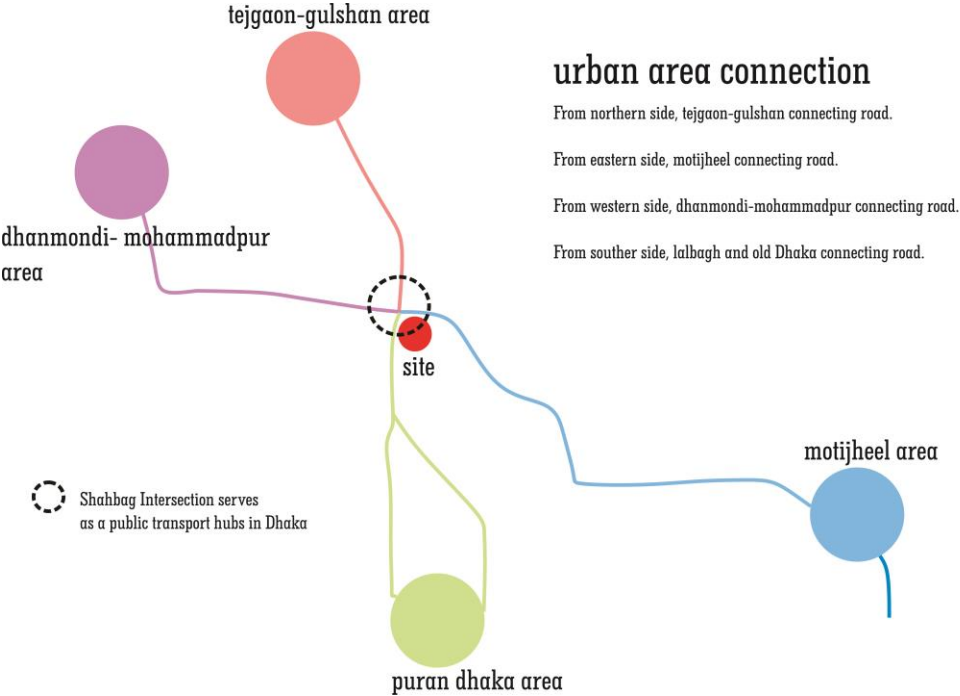 tejgaon-gulshan area
urban area connection
From northern side, tejgaon-gulshan connecting road.
From eastern side, motijheel connecting road.
From western side, dhanmondi-mohammadpur connecting road.
From souther side, lalbagh and old Dhaka connecting road.
dhanmondi- mohammadpur
area
site
motijheel area
Shahbag Intersection serves
as a public transport hubs in Dhaka
puran dhaka area